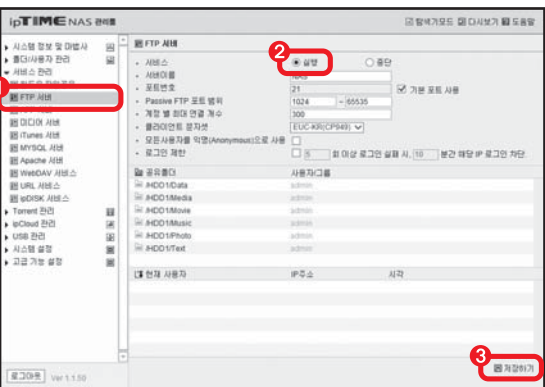 ipTIME NAS 관리툴
탐색기모드 다시보기 도움말
시스템 정보 및 마법사
폴더/사용자 관리
서비스 관리
FTP 서버
미디어 서버
iTunes 서버
MYSQL 서버
Apache 서버
WebDAV 서버
URL 서비스
ipDISK 서비스
Torrent 관리
ipCloud 관리
USB 관리
시스템 설정
고급 기능 설정
로그아웃 Ver 1.1.50
FTP 서버
2
서비스 실행 중단
서버이름 NAS
포트번호 21 기본 포트 사용
Passive FTP 포트 범위 1024 ~ 65535
계정 별 최대 연결 개수 300
클라이언트 문자셋 EUC-KR(CP949)
모든사용자를 익명(Anonymous)으로 사용
로그인 제한 5 회 이상 로그인 실패 시, 10 분간 해당 IP 로그인 차단.
공유폴더 사용자/그룹
/HDD1/Data admin
/HDD1/Media admin
/HDD1/Movie admin
/HDD1/Music admin
/HDD1/Photo admin
/HDD1/Text admin
현재 사용자 IP주소 시각
3
저장하기